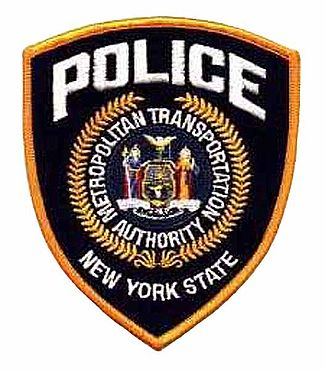 POLICE
METROPOLITAN TRANSPORTATION
AUTHORITY
NEW YORK STATE